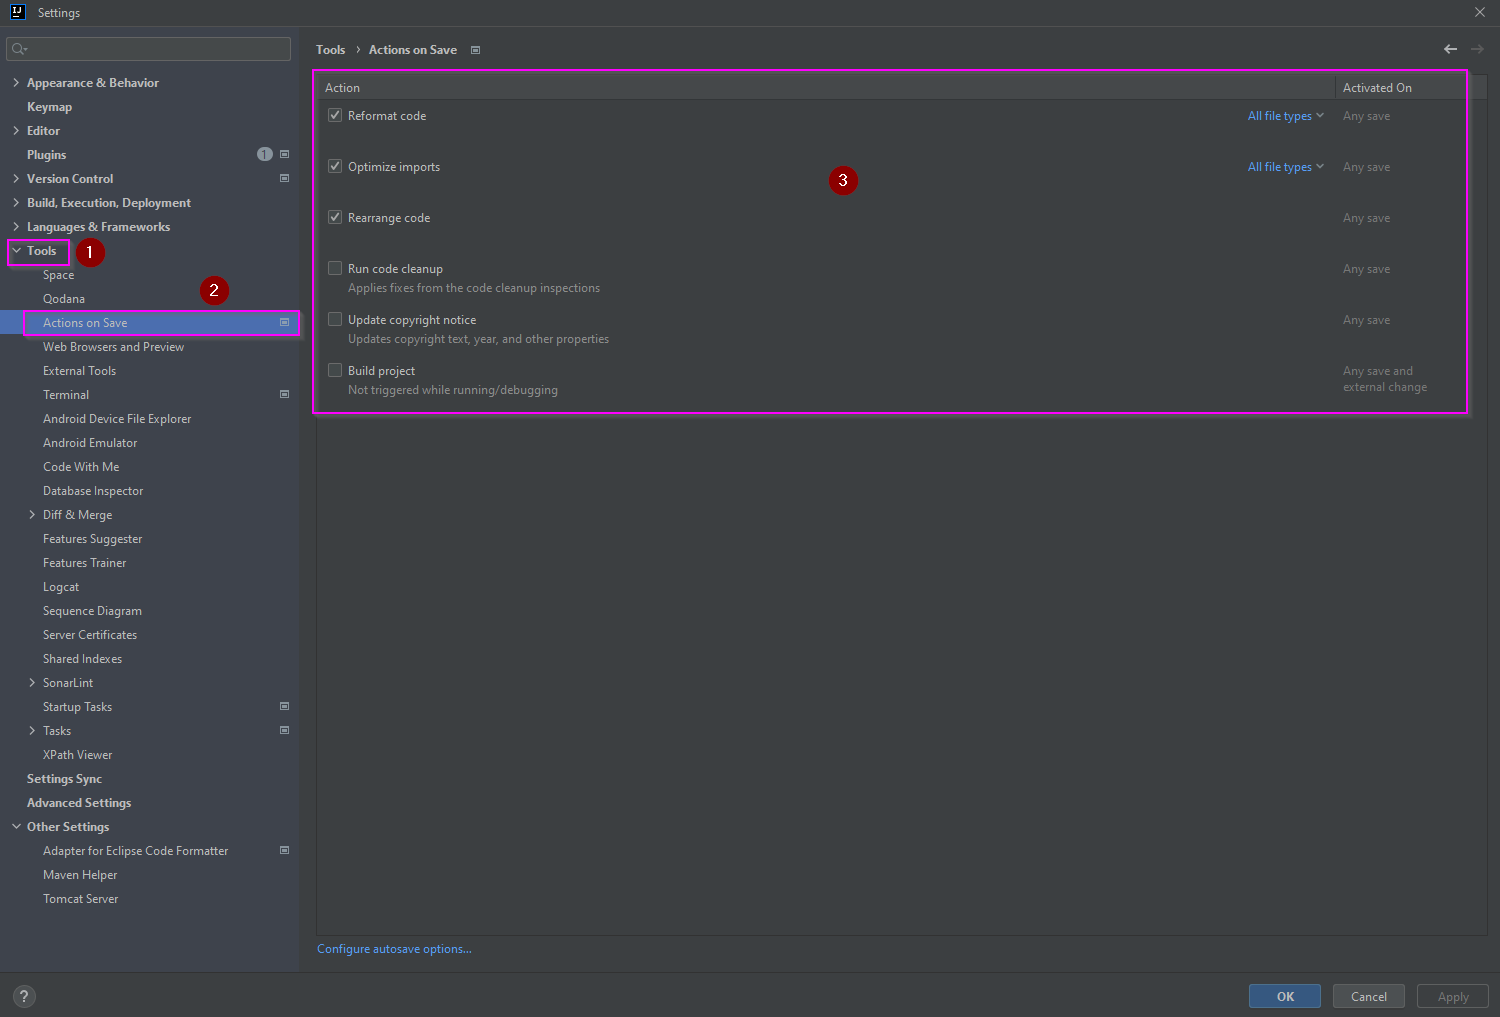 IJ Settings
Tools › Actions on Save
Appearance & Behavior
Keymap
Editor
Plugins 1
Version Control
Build, Execution, Deployment
Languages & Frameworks
Tools 1
Space
Qodana 2
Actions on Save
Web Browsers and Preview
External Tools
Terminal
Android Device File Explorer
Android Emulator
Code With Me
Database Inspector
Diff & Merge
Features Suggester
Features Trainer
Logcat
Sequence Diagram
Server Certificates
Shared Indexes
SonarLint
Startup Tasks
Tasks
XPath Viewer
Settings Sync
Advanced Settings
Other Settings
Adapter for Eclipse Code Formatter
Maven Helper
Tomcat Server
Action Activated On
Reformat code All file types Any save
Optimize imports All file types Any save
3
Rearrange code Any save
Run code cleanup Any save
Applies fixes from the code cleanup inspections
Update copyright notice Any save
Updates copyright text, year, and other properties
Build project Any save and
Not triggered while running/debugging external change
Configure autosave options...
? OK Cancel Apply